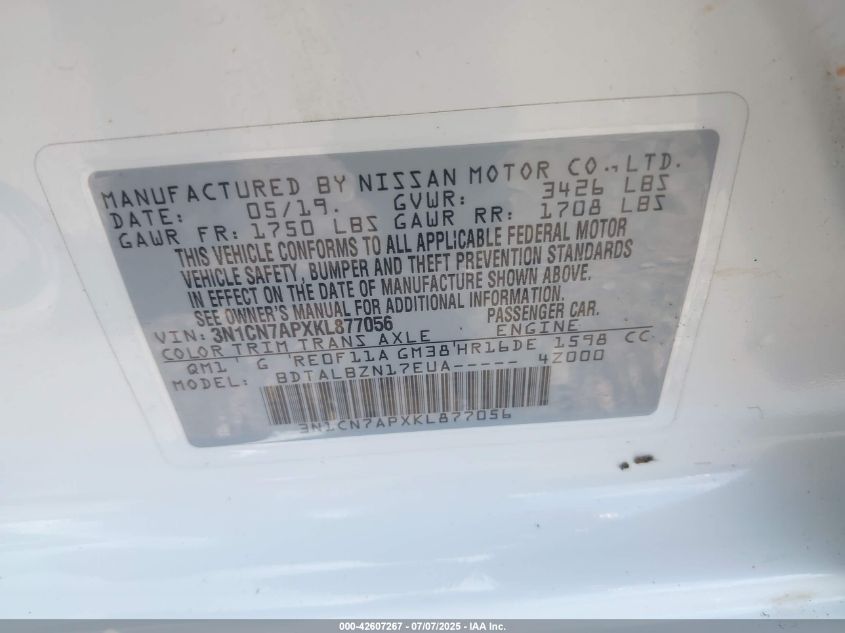 MANUFACTURED BY NISSAN MOTOR CO., LTD.
DATE: 05/19. GVWR: 3426 LBS
GAWR FR: 1750 LBS GAWR RR: 1708 LBS
THIS VEHICLE CONFORMS TO ALL APPLICABLE FEDERAL MOTOR
VEHICLE SAFETY, BUMPER AND THEFT PREVENTION STANDARDS
IN EFFECT ON THE DATE OF MANUFACTURE SHOWN ABOVE.
SEE OWNER'S MANUAL FOR ADDITIONAL INFORMATION.
VIN: 3N1CN7APXKL877056 PASSENGER CAR.
COLOR TRIM TRANS AXLE ENGINE
QM1 G 'RE0F11A GM38'HR16DE 1598 CC
MODEL: BDTALBZN17EUA----- 4Z000
3N1CN7APXKL877056
000-42607267 - 07/07/2025 - IAA Inc.